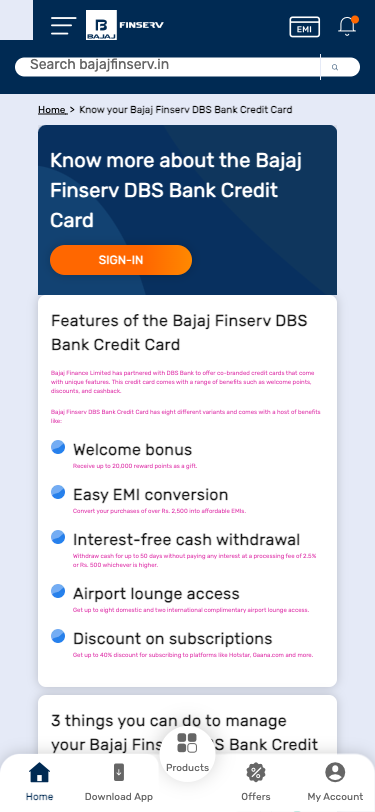 BAJAJ
FINSERV
EMI
Search bajajfinserv.in
Home > Know your Bajaj Finserv DBS Bank Credit Card
Know more about the Bajaj
Finserv DBS Bank Credit
Card
SIGN-IN
Features of the Bajaj Finserv DBS
Bank Credit Card
Bajaj Finance Limited has partnered with DBS Bank to offer co-branded credit cards that come
with unique features. This credit card comes with a range of benefits such as welcome points,
discounts, and cashback.
Bajaj Finserv DBS Bank Credit Card has eight different variants and comes with a host of benefits
like:
Welcome bonus
Receive up to 20,000 reward points as a gift.
Easy EMI conversion
Convert your purchases of over Rs. 2,500 into affordable EMIs.
Interest-free cash withdrawal
Withdraw cash for up to 50 days without paying any interest at a processing fee of 2.5%
or Rs. 500 whichever is higher.
Airport lounge access
Get up to eight domestic and two international complimentary airport lounge access.
Discount on subscriptions
Get up to 40% discount for subscribing to platforms like Hotstar, Gaana.com and more.
3 things you can do to manage
your Bajaj Fins S Bank Credit
Products
Home
Download App
Offers
My Account